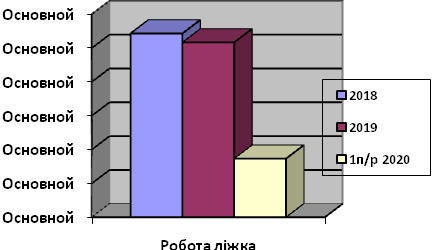 Основной
Основной
Основной
Основной
Основной
Основной
Основной
2018
2019
1п/р 2020
Робота ліжка